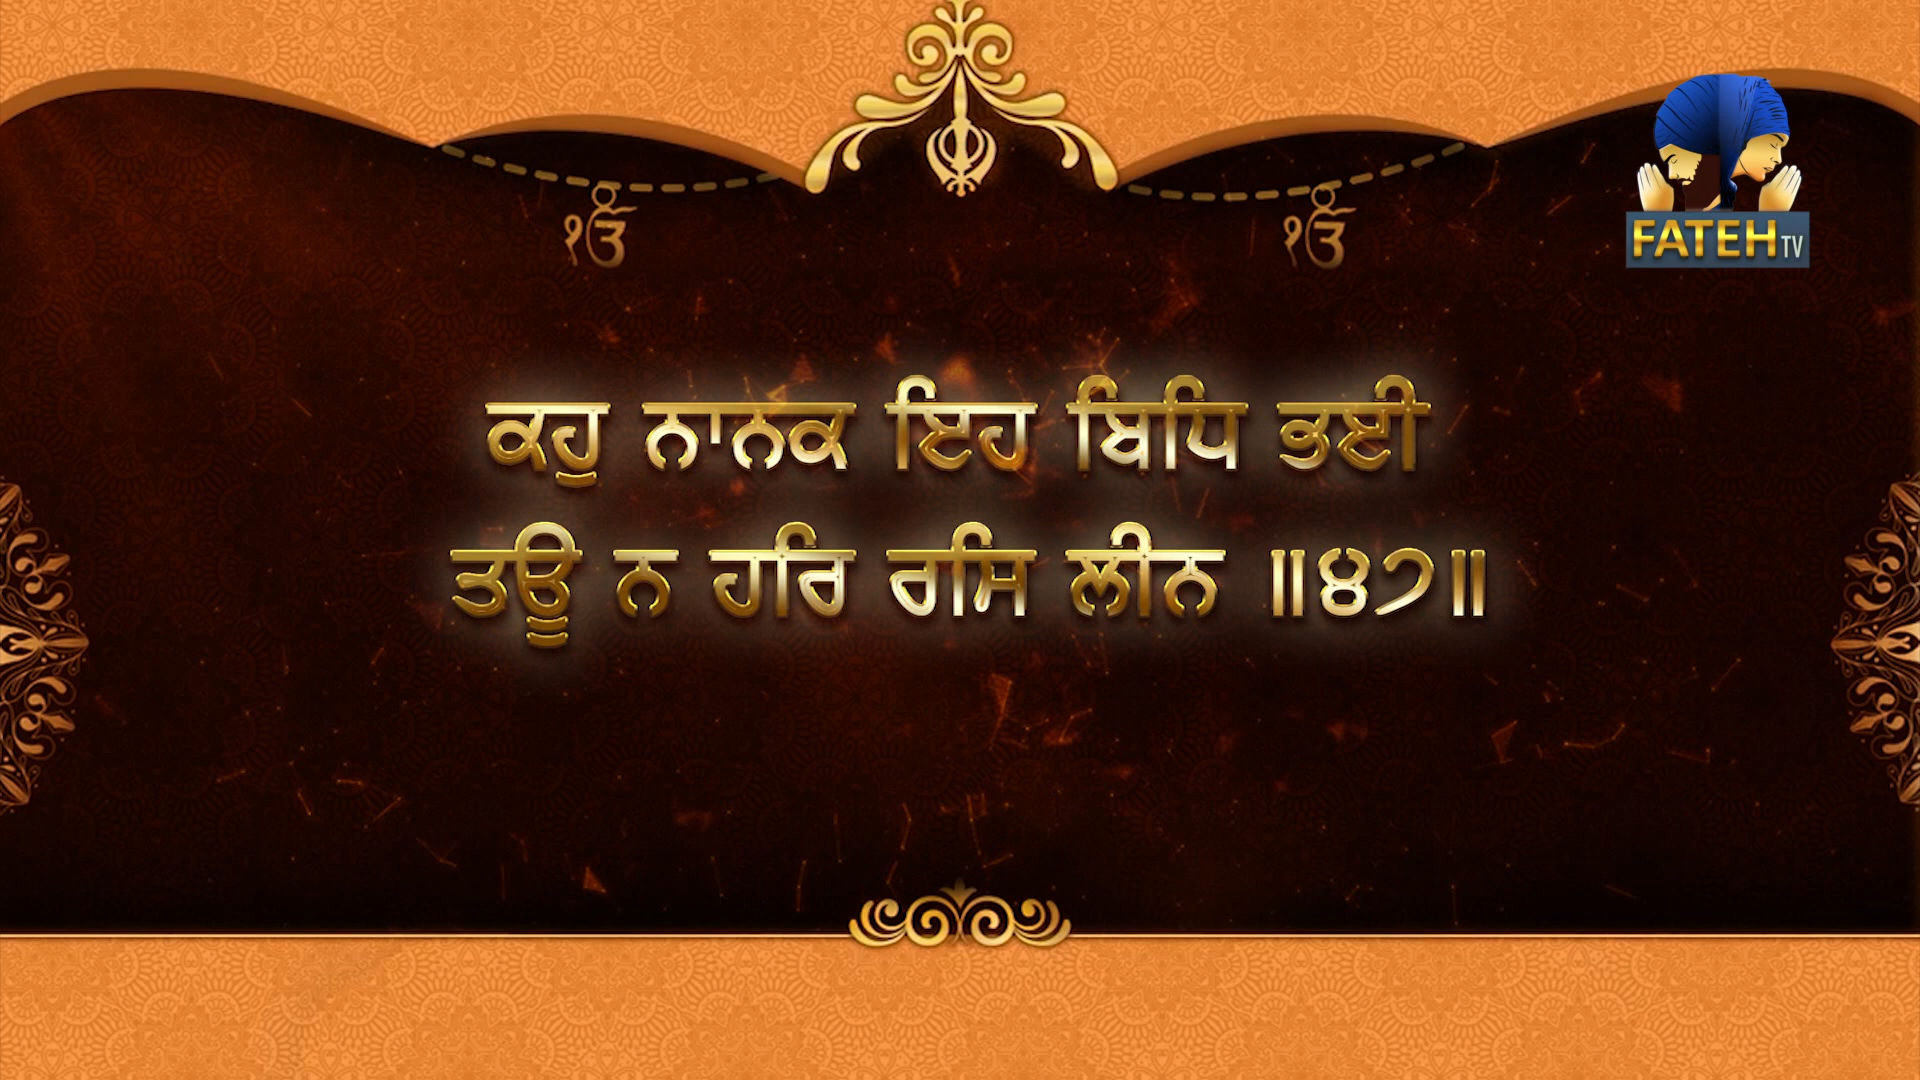 ੴ ੴ
FATEH TV
ਕਹੁ ਨਾਨਕ ਇਹ ਬਿਧਿ ਭਈ
ਤਊ ਨ ਹਰਿ ਰਸਿ ਲੀਨ ॥੪੭॥